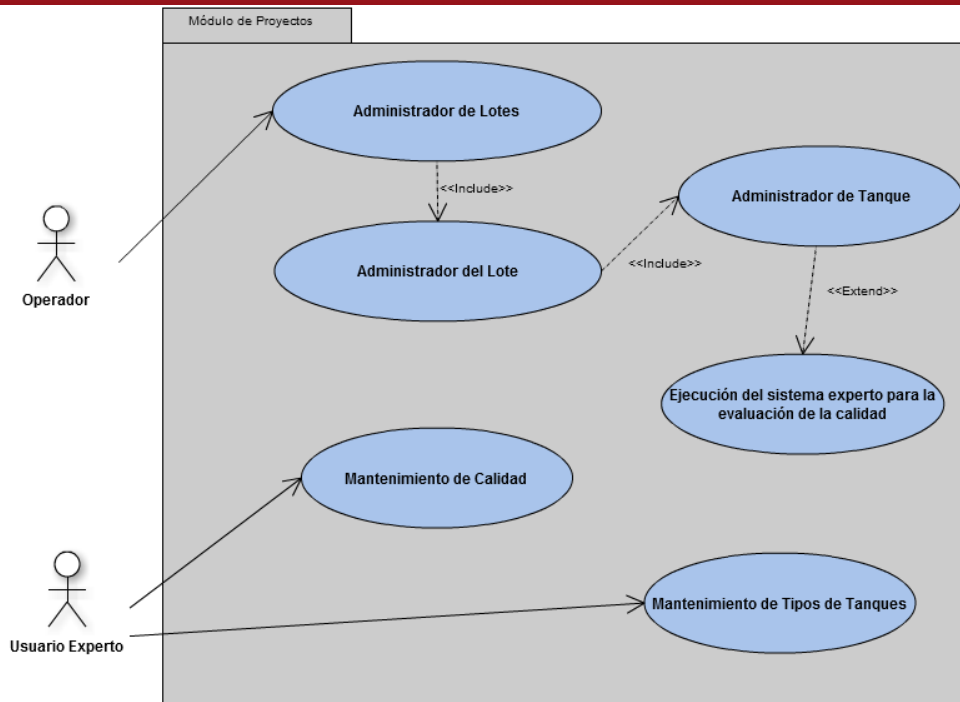 Módulo de Proyectos
Administrador de Lotes
<<Include>>
Administrador de Tanque
Administrador del Lote
<<Include>>
<<Extend>>
Operador
Ejecución del sistema experto para la
evaluación de la calidad
Mantenimiento de Calidad
Mantenimiento de Tipos de Tanques
Usuario Experto